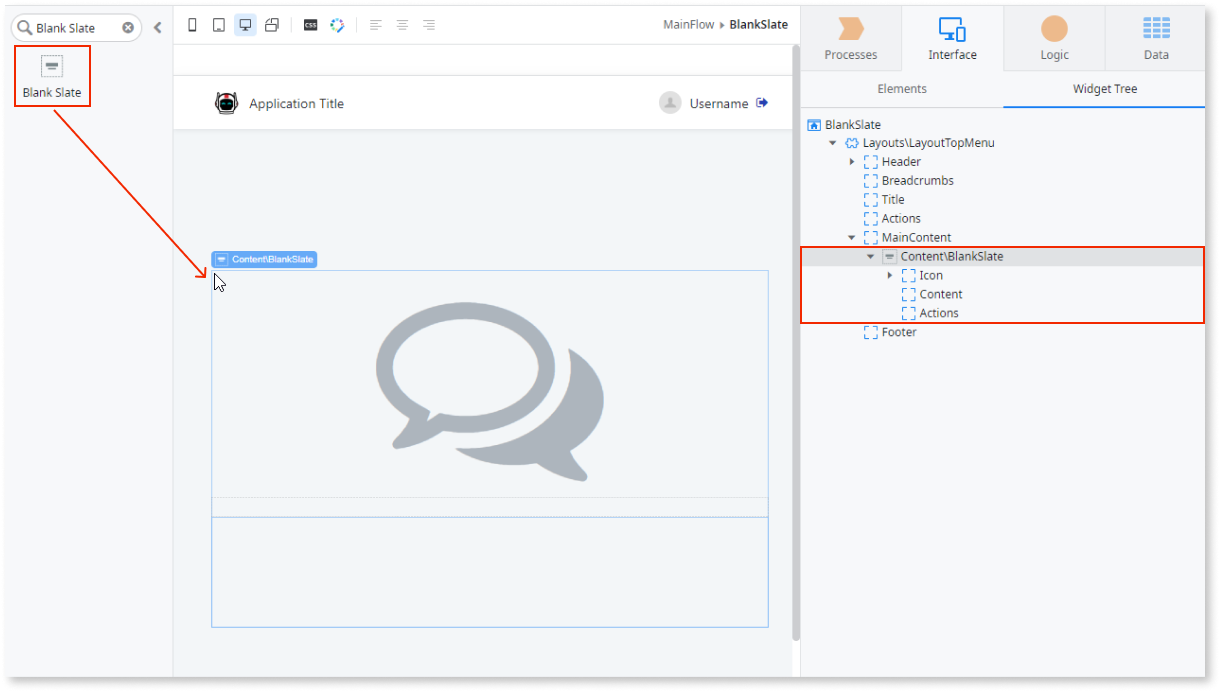 Blank Slate
Blank Slate
CSS
MainFlow BlankSlate
Application Title
Username
Content\BlankSlate
Processes
Interface
Logic
Data
Elements
Widget Tree
BlankSlate
Layouts\LayoutTopMenu
Header
Breadcrumbs
Title
Actions
MainContent
Content\BlankSlate
Icon
Content
Actions
Footer